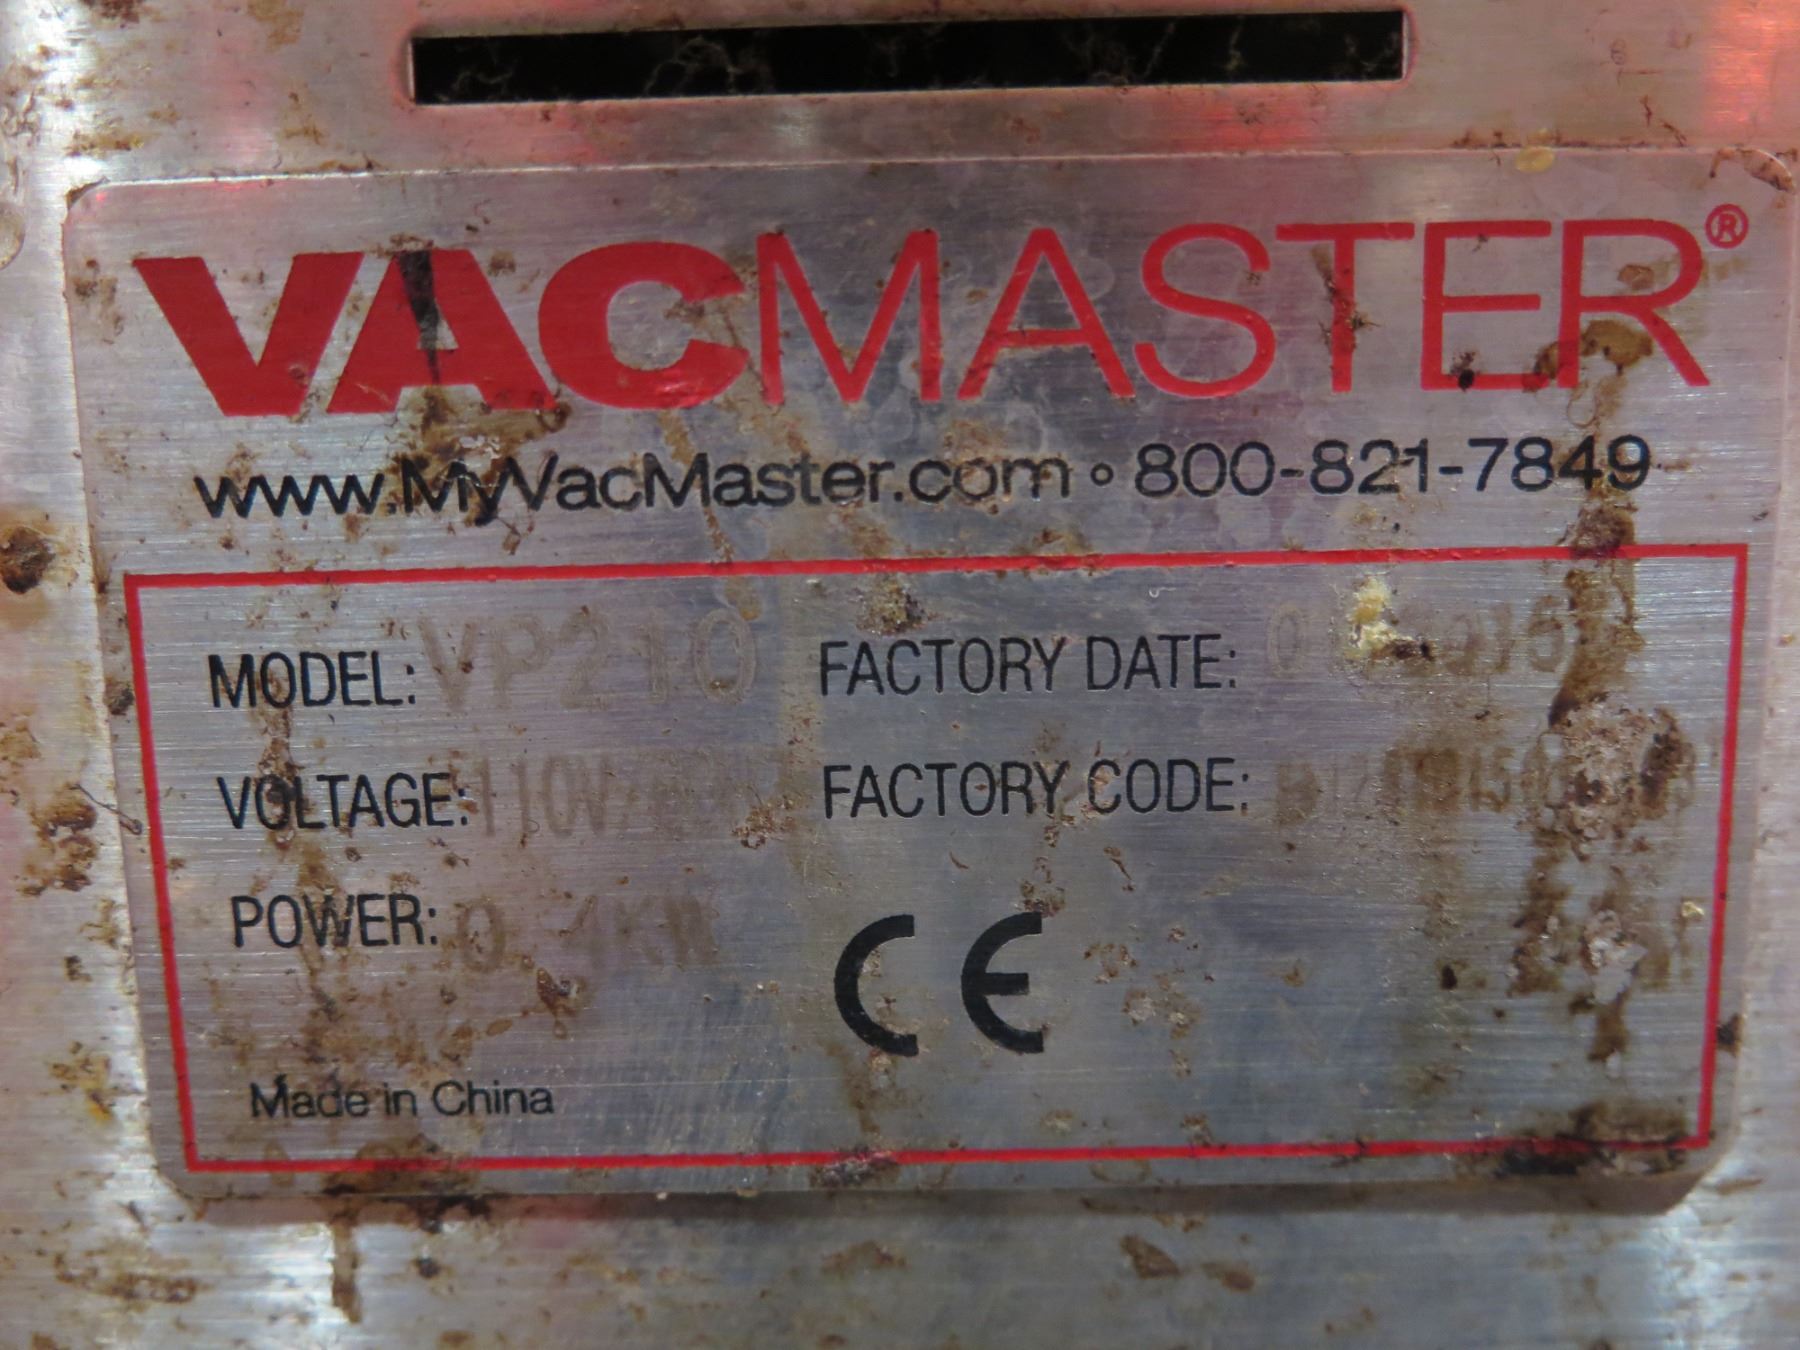 VACMASTER®
www.MyVacMaster.com ∘ 800-821-7849
MODEL: VP210 FACTORY DATE:
VOLTAGE: FACTORY CODE:
POWER:
CE
Made in China